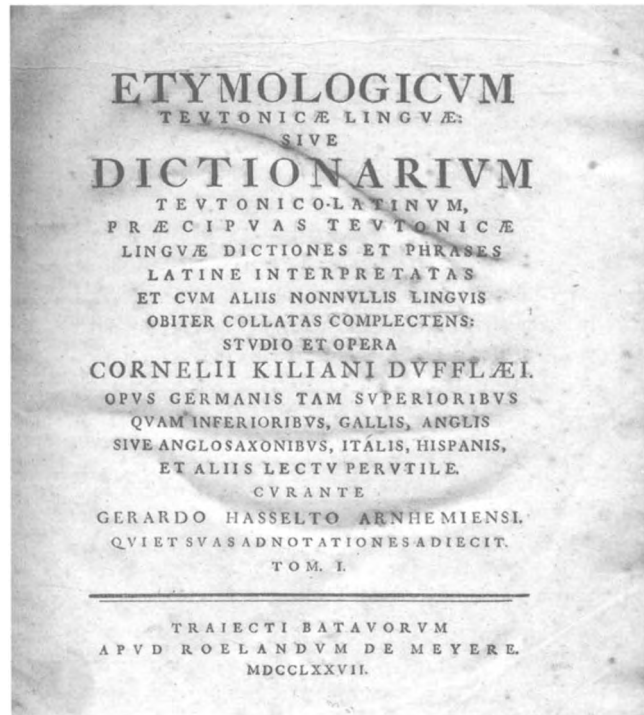 ETYMOLOGICVM
TEVTONICÆ LINGVÆ:
SIVE
DICTIONARIVM
TEVTONICO-LATINVM,
PRÆCIPVAS TEVTONICÆ
LINGVÆ DICTIONES ET PHRASES
LATINE INTERPRETATAS
ET CVM ALIIS NONNVLLIS LINGVIS
OBITER COLLATAS COMPLECTENS:
STVDIO ET OPERA
CORNELII KILIANI DVFFLÆI.
OPVS GERMANIS TAM SVPERIORIBVS
QVAM INFERIORIBVS, GALLIS, ANGLIS
SIVE ANGLOSAXONIBVS, ITALIS, HISPANIS,
ET ALIIS LECTV PERVTILE.
CVRANTE
GERARDO HASSELTO ARNHEMIENSI.
QVI ET SVAS ADNOTATIONES ADIECIT.
TOM. I.
TRAIECTI BATAVORVM
APVD ROELANDVM DE MEYERE.
MDCCLXXVII.